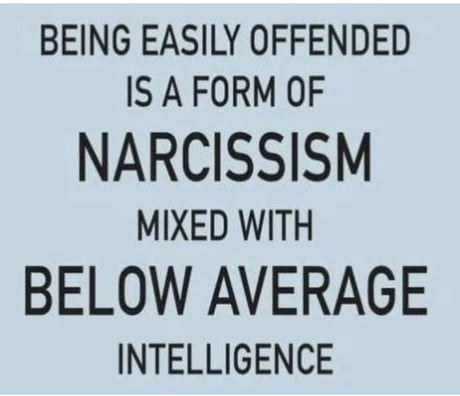 BEING EASILY OFFENDED
IS A FORM OF
NARCISSISM
MIXED WITH
BELOW AVERAGE
INTELLIGENCE